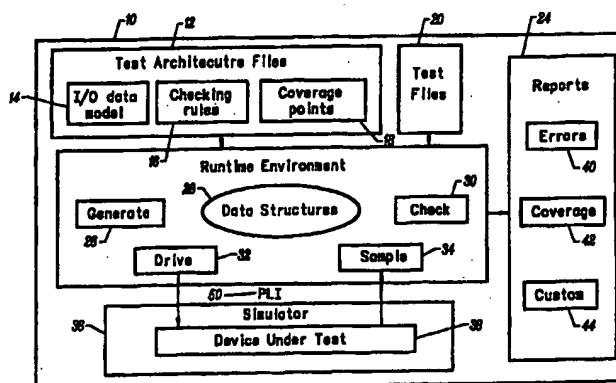 10
12
20
24
Test Architecutre Files
14
I/O data model
Checking rules
Coverage points
16
18
Test Files
Reports
Errors
40
Coverage
42
Custom
44
Runtime Environment
28
30
Generate
26
Data Structures
Check
Drive
32
Sample
34
50
PLI
Simulator
36
Device Under Test
38